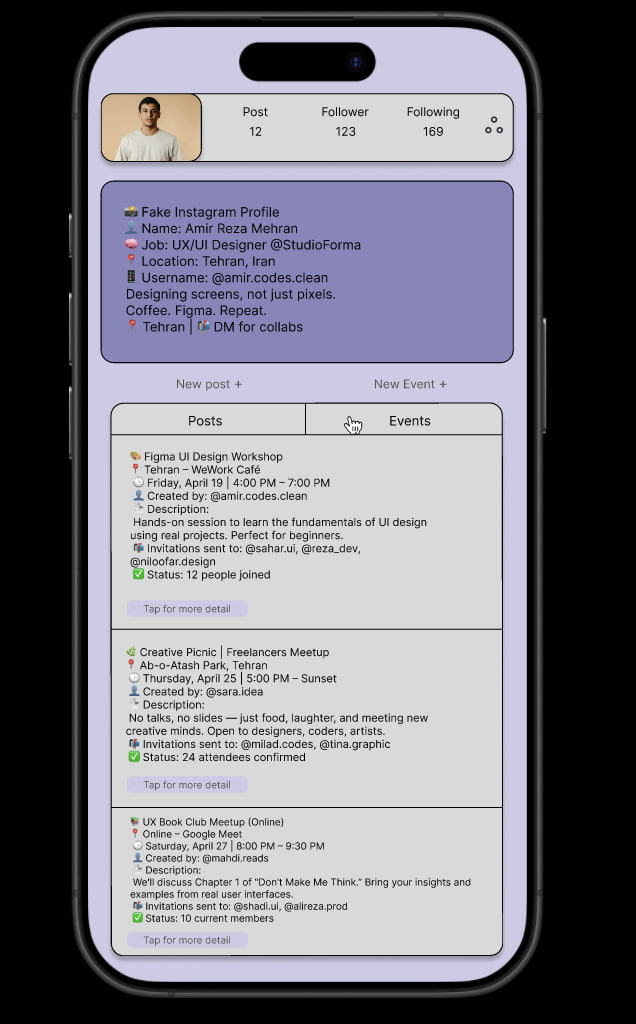 Post Follower Following
12 123 169
Fake Instagram Profile
Name: Amir Reza Mehran
Job: UX/UI Designer @StudioForma
Location: Tehran, Iran
Username: @amir.codes.clean
Designing screens, not just pixels.
Coffee. Figma. Repeat.
Tehran | DM for collabs
New post + New Event +
Posts Events
Figma UI Design Workshop
Tehran – WeWork Café
Friday, April 19 | 4:00 PM – 7:00 PM
Created by: @amir.codes.clean
Description:
Hands-on session to learn the fundamentals of UI design
using real projects. Perfect for beginners.
Invitations sent to: @sahar.ui, @reza_dev,
@niloofar.design
Status: 12 people joined
Tap for more detail
Creative Picnic | Freelancers Meetup
Ab-o-Atash Park, Tehran
Thursday, April 25 | 5:00 PM – Sunset
Created by: @sara.idea
Description:
No talks, no slides — just food, laughter, and meeting new
creative minds. Open to designers, coders, artists.
Invitations sent to: @milad.codes, @tina.graphic
Status: 24 attendees confirmed
Tap for more detail
UX Book Club Meetup (Online)
Online – Google Meet
Saturday, April 27 | 8:00 PM – 9:30 PM
Created by: @mahdi.reads
Description:
We'll discuss Chapter 1 of “Don’t Make Me Think.” Bring your insights and
examples from real user interfaces.
Invitations sent to: @shadi.ui, @alireza.prod
Status: 10 current members
Tap for more detail